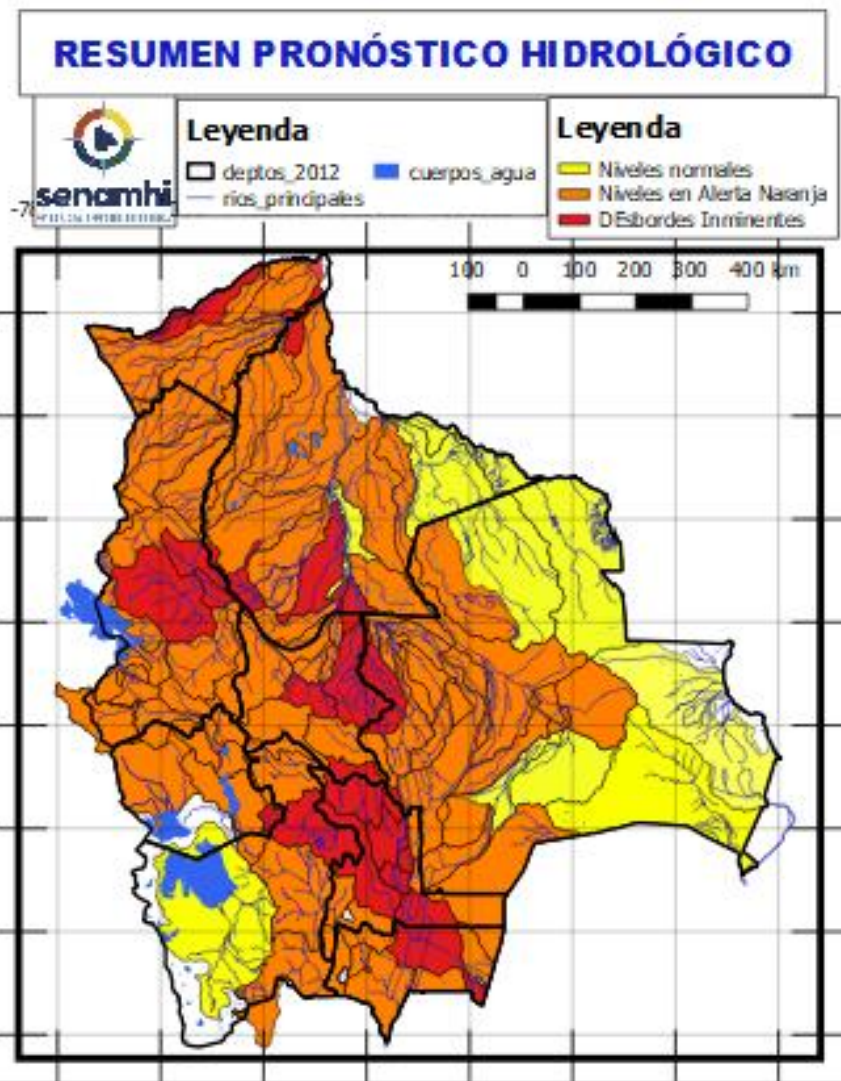 RESUMEN PRONÓSTICO HIDROLÓGICO
senamhi
Leyenda
deptos_2012 cuerpos_agua
rios_principales
Leyenda
Niveles normales
Niveles en Alerta Naranja
DEsbordes Inminentes
100 0 100 200 300 400 km